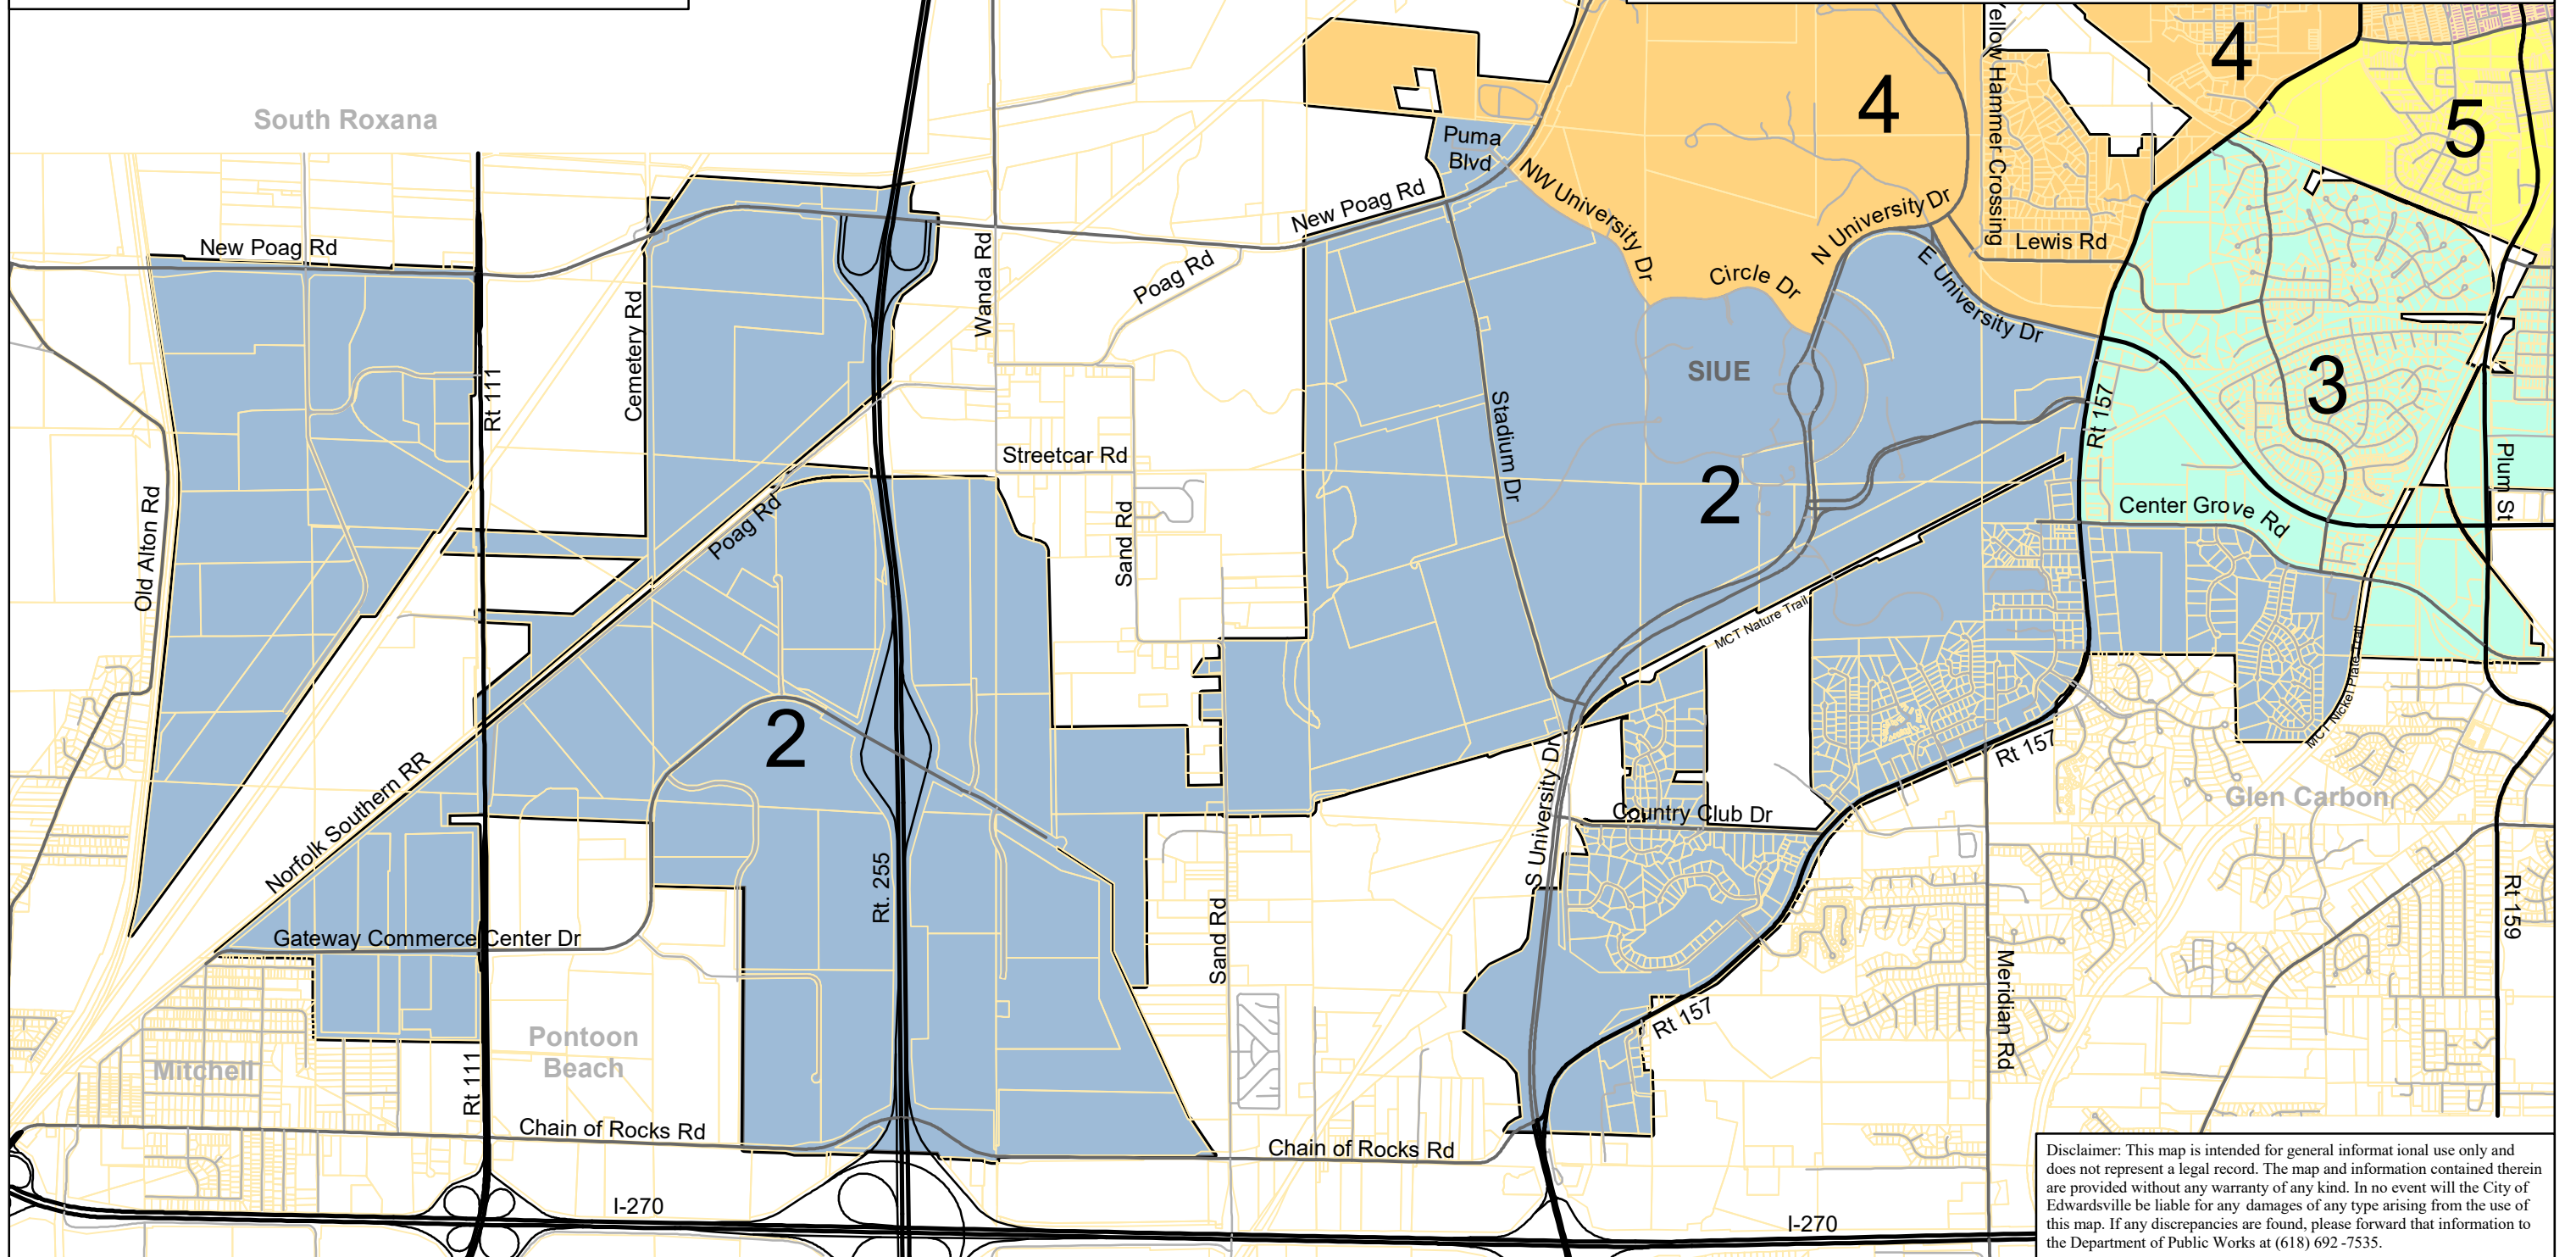 South Roxana
4
4
5
Yellow Hammer Crossing
Puma
Blvd
NW University Dr
New Poag Rd
N University Dr
Lewis Rd
New Poag Rd
Wanda Rd
Poag Rd
Circle Dr
E University Dr
Cemetery Rd
Rt 111
SIUE
3
Rt 157
Stadium Dr
Streetcar Rd
2
Plum St
Old Alton Rd
Poag Rd
Sand Rd
Center Grove Rd
MCT Nature Trail
2
MCT Nickel Plate Trail
Norfolk Southern RR
S University Dr
Rt 157
Glen Carbon
Country Club Dr
Rt. 255
Sand Rd
Rt 159
Gateway Commerce Center Dr
Meridian Rd
Pontoon
Beach
Rt 157
Mitchell
Rt 111
Chain of Rocks Rd
Chain of Rocks Rd
I-270
I-270
Disclaimer: This map is intended for general informat ional use only and
does not represent a legal record. The map and information contained therein
are provided without any warranty of any kind. In no event will the City of
Edwardsville be liable for any damages of any type arising from the use of
this map. If any discrepancies are found, please forward that information to
the Department of Public Works at (618) 692 -7535.